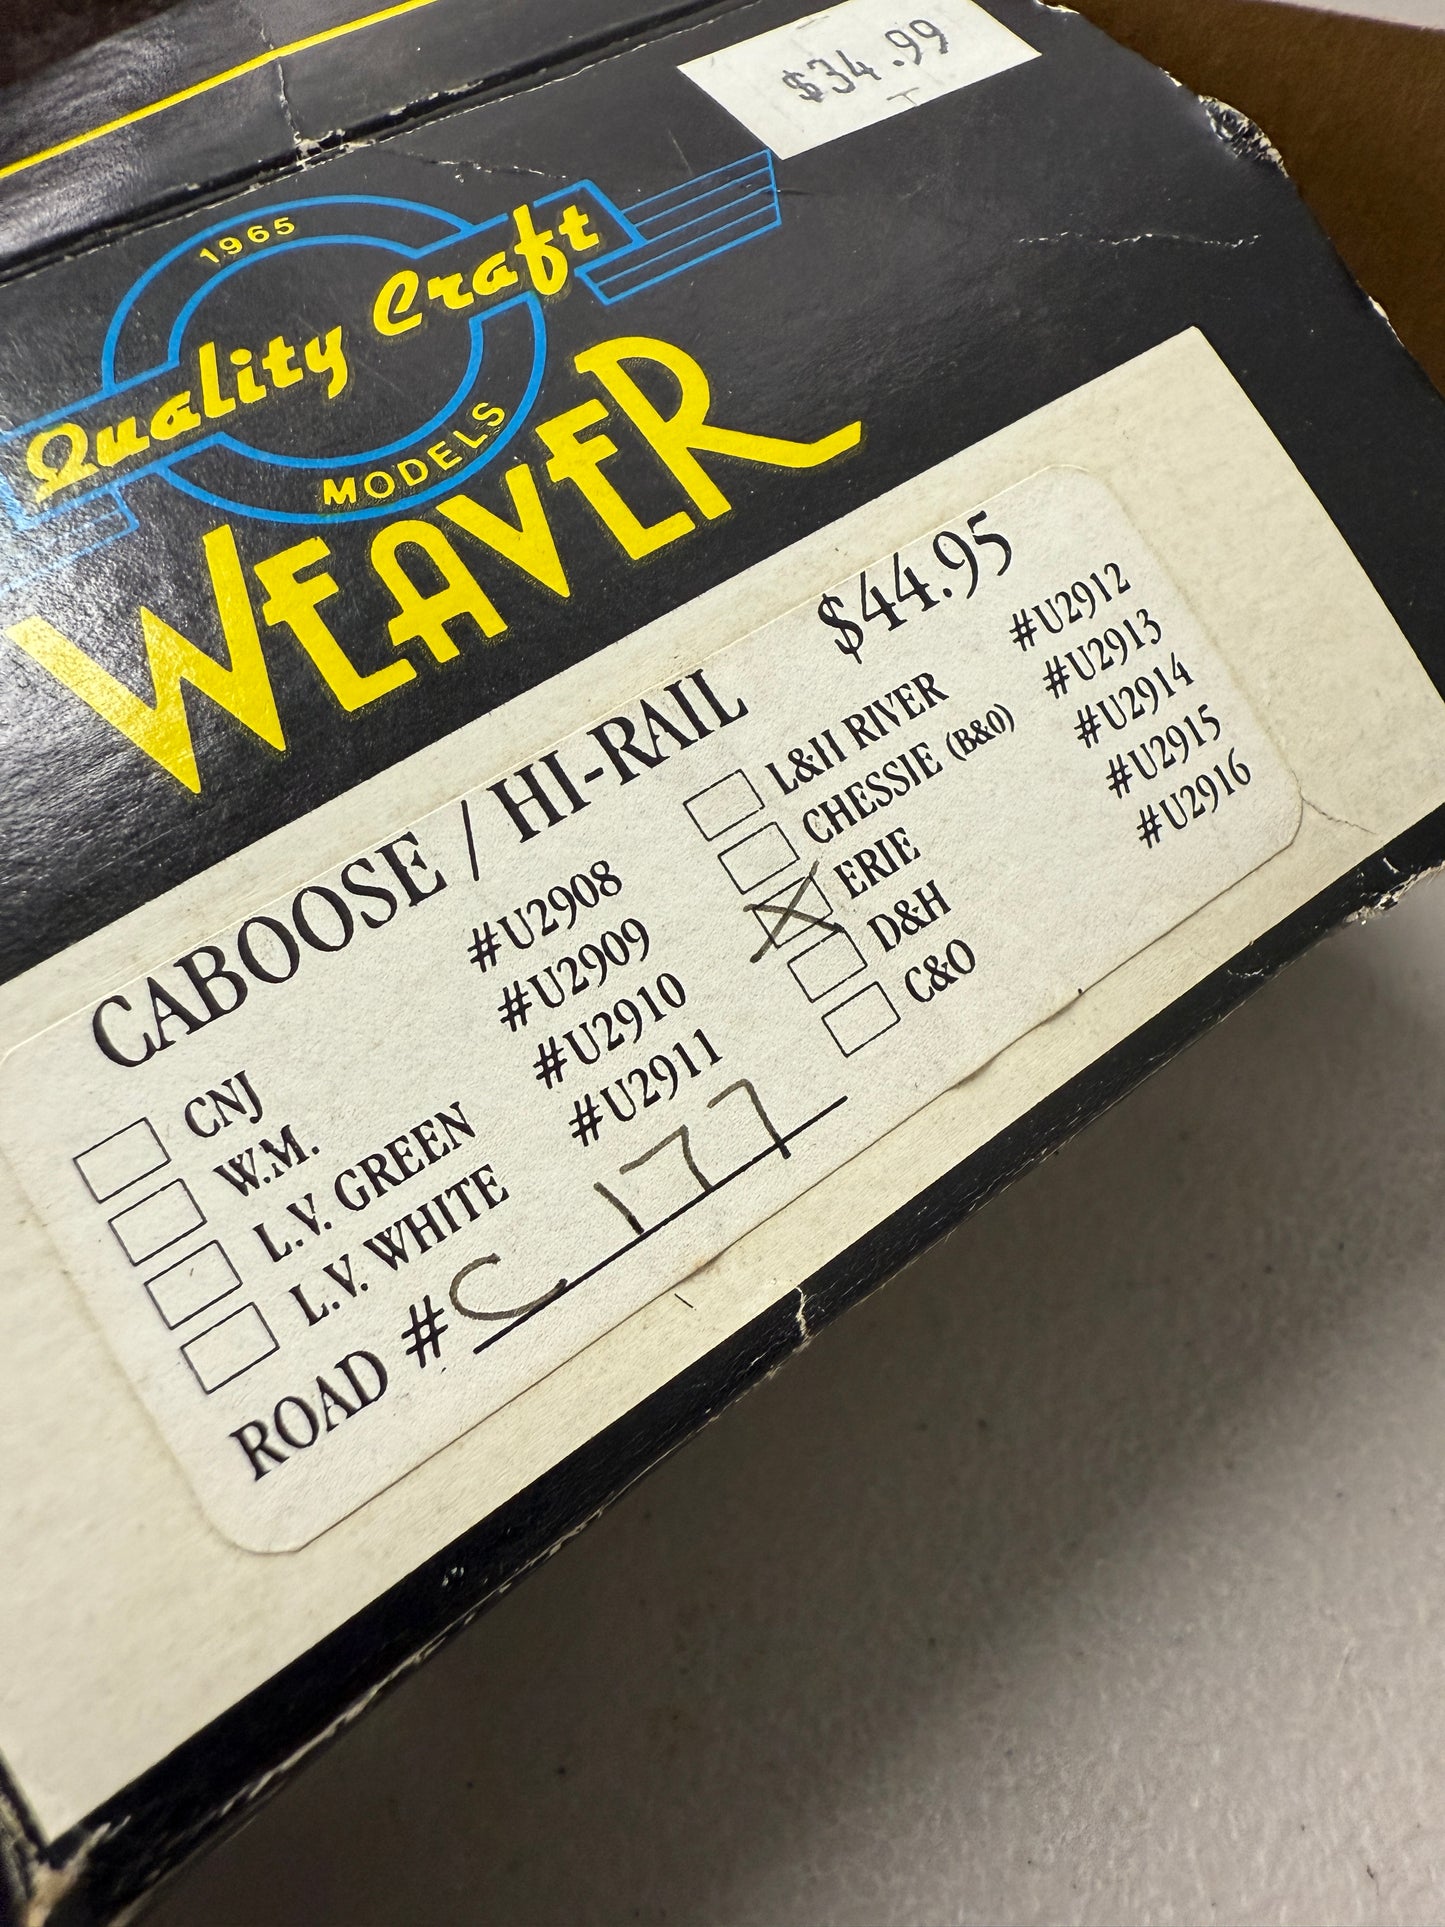 $34.99
1965
Quality Craft
MODELS
WEAVER
CABOOSE / HI-RAIL $44.95
CNJ #U2908
W.M. #U2909
L.V. GREEN #U2910
L.V. WHITE #U2911
L&H RIVER #U2912
CHESSIE (B&O) #U2913
X ERIE #U2914
D&H #U2915
C&O #U2916
ROAD # C 177